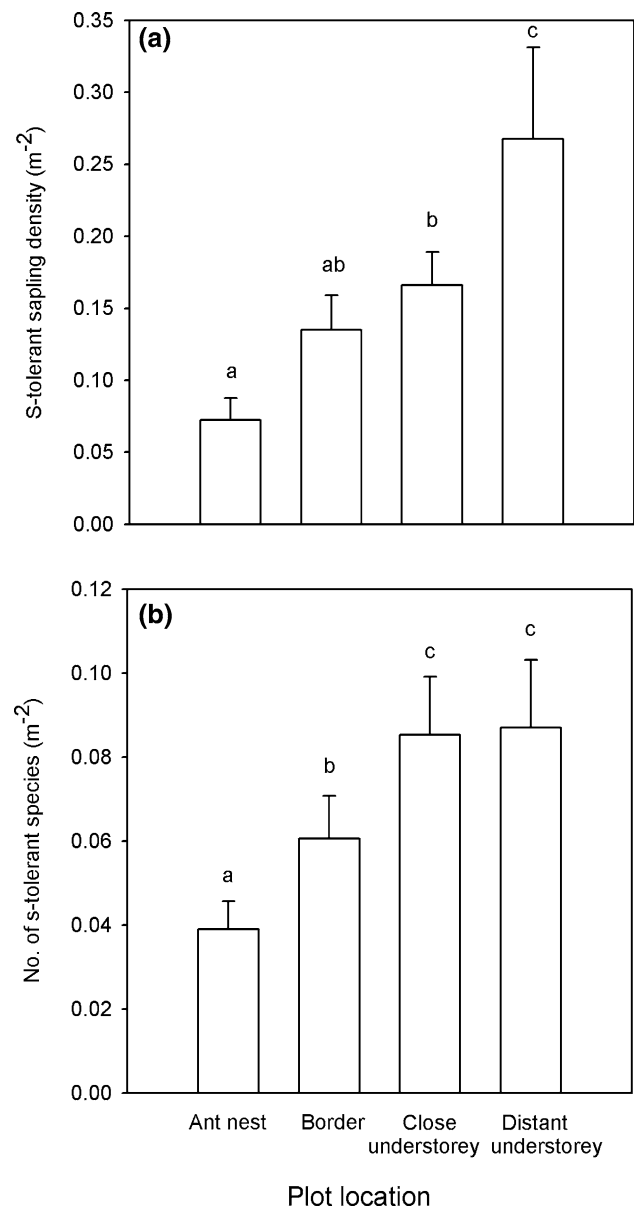 (a)
S-tolerant sapling density (m-2)
0.35
0.30
0.25
0.20
0.15
0.10
0.05
0.00
a
ab
b
c
(b)
No. of s-tolerant species (m-2)
0.12
0.10
0.08
0.06
0.04
0.02
0.00
a
b
c
c
Ant nest
Border
Close
understorey
Distant
understorey
Plot location